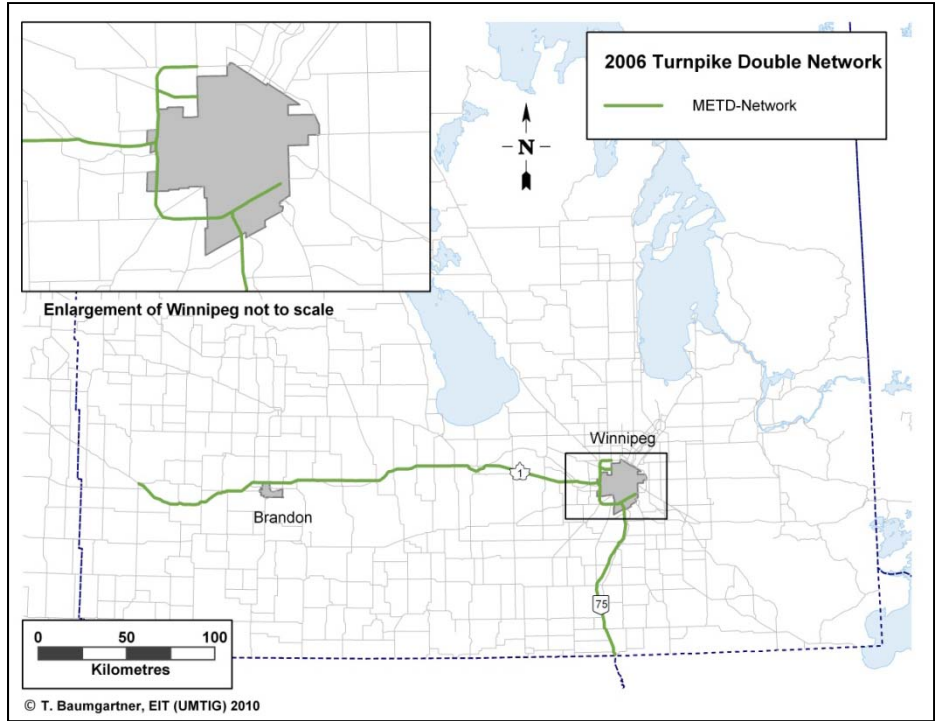 2006 Turnpike Double Network
METD-Network
N
Enlargement of Winnipeg not to scale
Winnipeg
1
Brandon
75
0 50 100
Kilometres
© T. Baumgartner, EIT (UMTIG) 2010